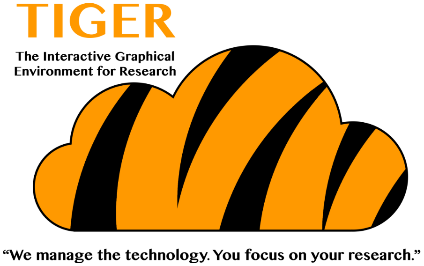 TIGER
The Interactive Graphical
Environment for Research
“We manage the technology. You focus on your research.”